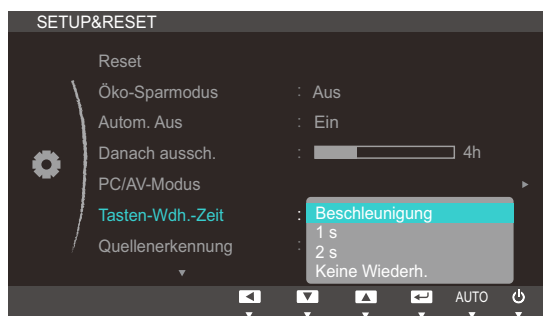 SETUP&RESET
Reset
Öko-Sparmodus : Aus
Autom. Aus : Ein
Danach aussch. : 4h
PC/AV-Modus
Tasten-Wdh.-Zeit : Beschleunigung
1 s
2 s
Quellenerkennung :
Keine Wiederh.
AUTO